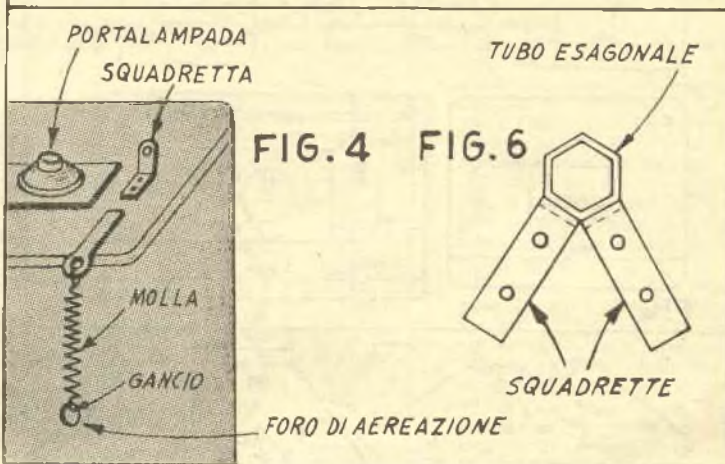 PORTALAMPADA
SQUADRETTA
FIG. 4
MOLLA
GANCIO
FORO DI AEREAZIONE
FIG. 6
TUBO ESAGONALE
SQUADRETTE